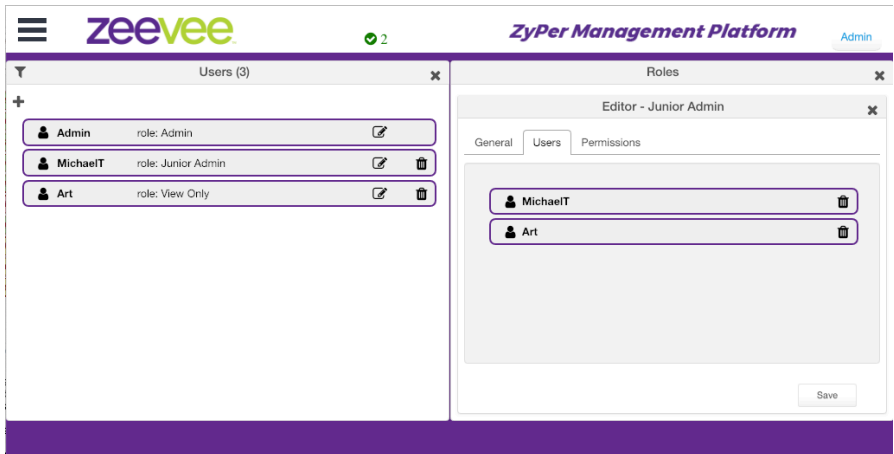 zeevee
2
ZyPer Management Platform
Admin
Users (3)
Admin
role: Admin
MichaelT
role: Junior Admin
Art
role: View Only
Roles
Editor - Junior Admin
General
Users
Permissions
MichaelT
Art
Save